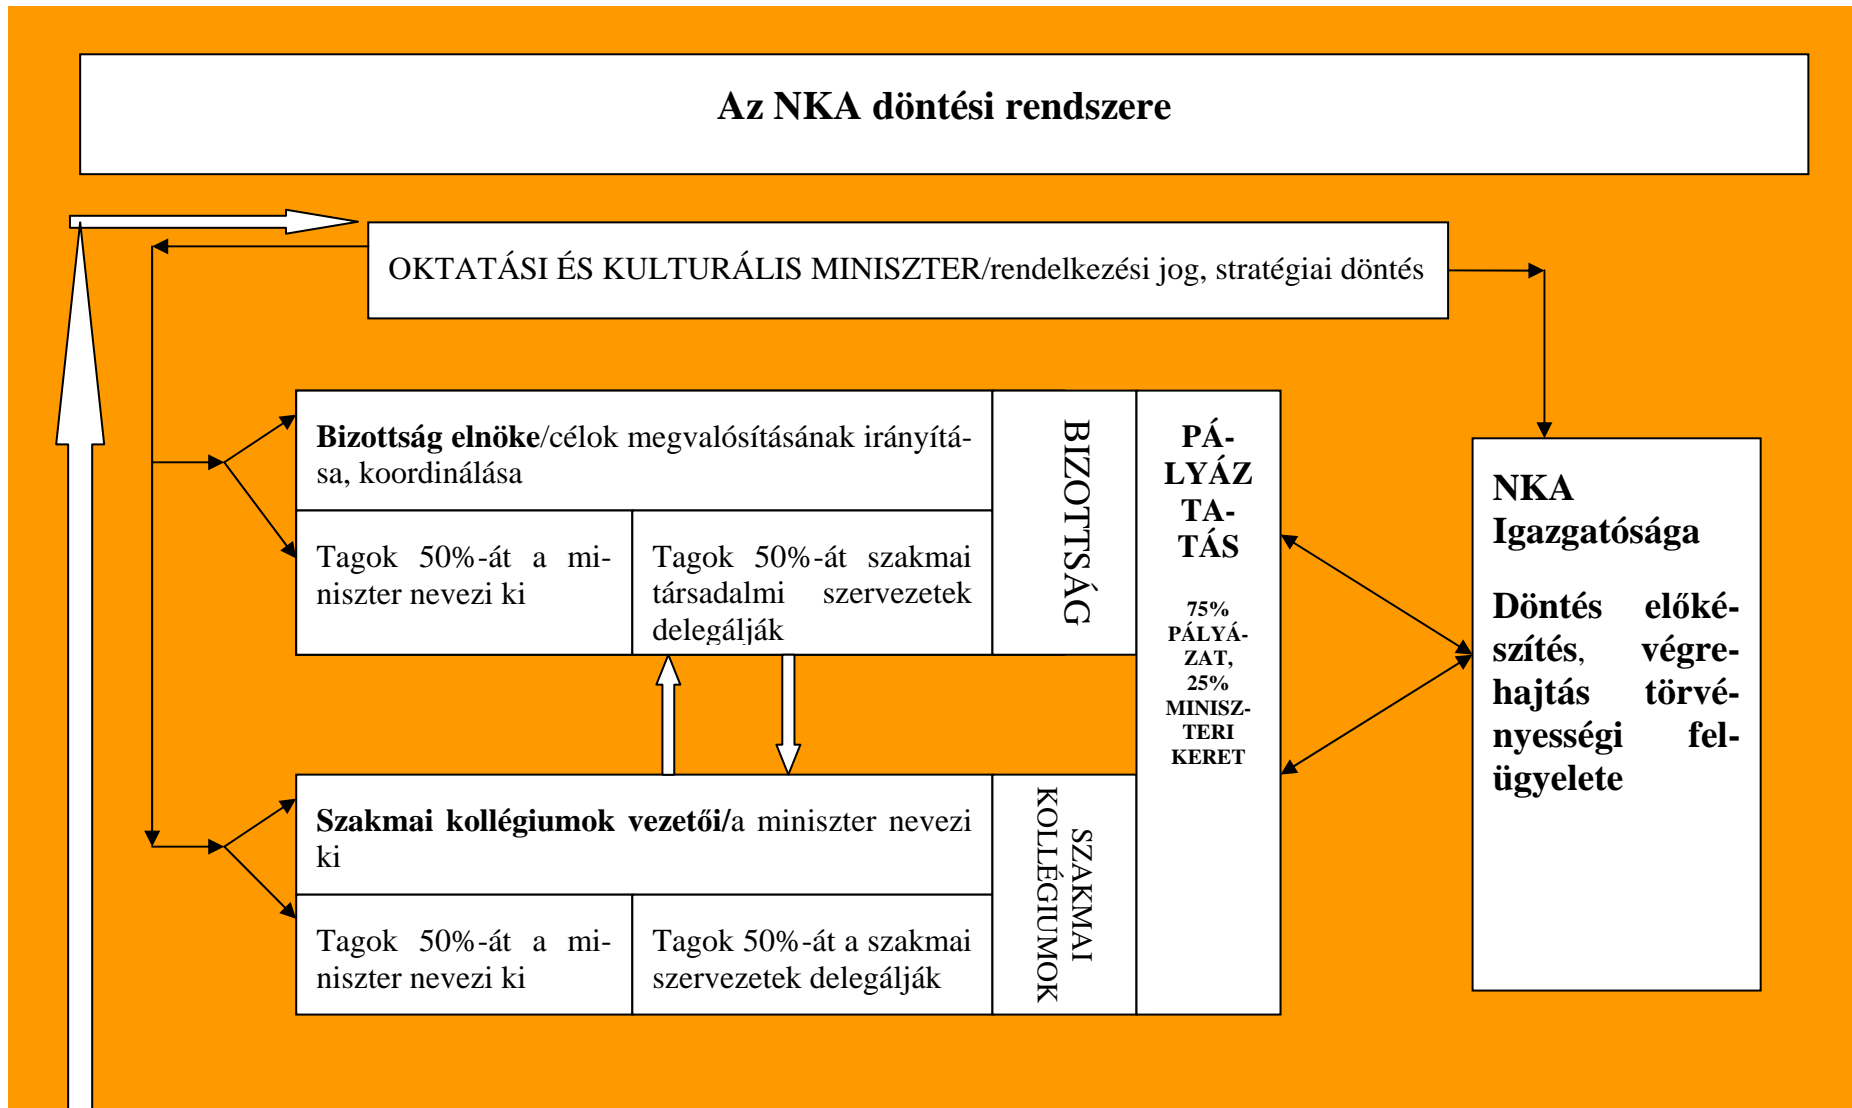 Az NKA döntési rendszere
OKTATÁSI ÉS KULTURÁLIS MINISZTER/rendelkezési jog, stratégiai döntés
Bizottság elnöke/célok megvalósításának irányítá-
sa, koordinálása
Tagok 50%-át a mi-
niszter nevezi ki
Tagok 50%-át szakmai
társadalmi szervezetek
delegálják
BIZOTTSÁG
PÁ-
LYÁZ
TA-
TÁS
75%
PÁLYÁ-
ZAT,
25%
MINISZ-
TERI
KERET
NKA
Igazgatósága
Döntés előké-
szítés, végre-
hajtás törvé-
nyességi fel-
ügyelete
Szakmai kollégiumok vezetői/a miniszter nevezi
ki
Tagok 50%-át a mi-
niszter nevezi ki
Tagok 50%-át a szakmai
szervezetek delegálják
SZAKMAI
KOLLÉGIUMOK